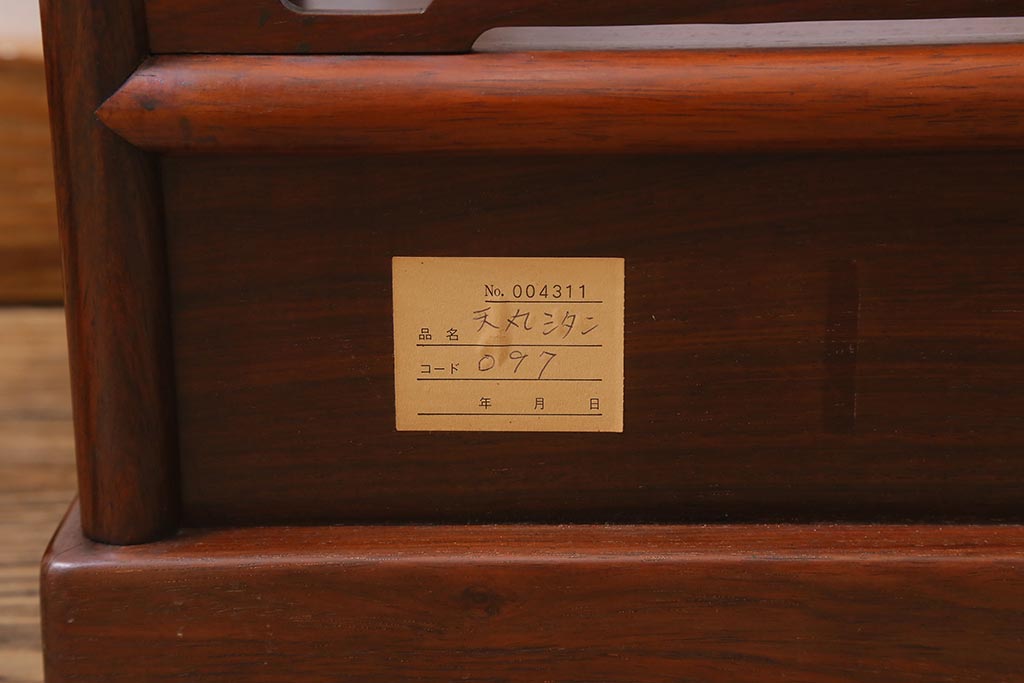 No. 004311
品名 天丸シタン
コード 097
年 月 日